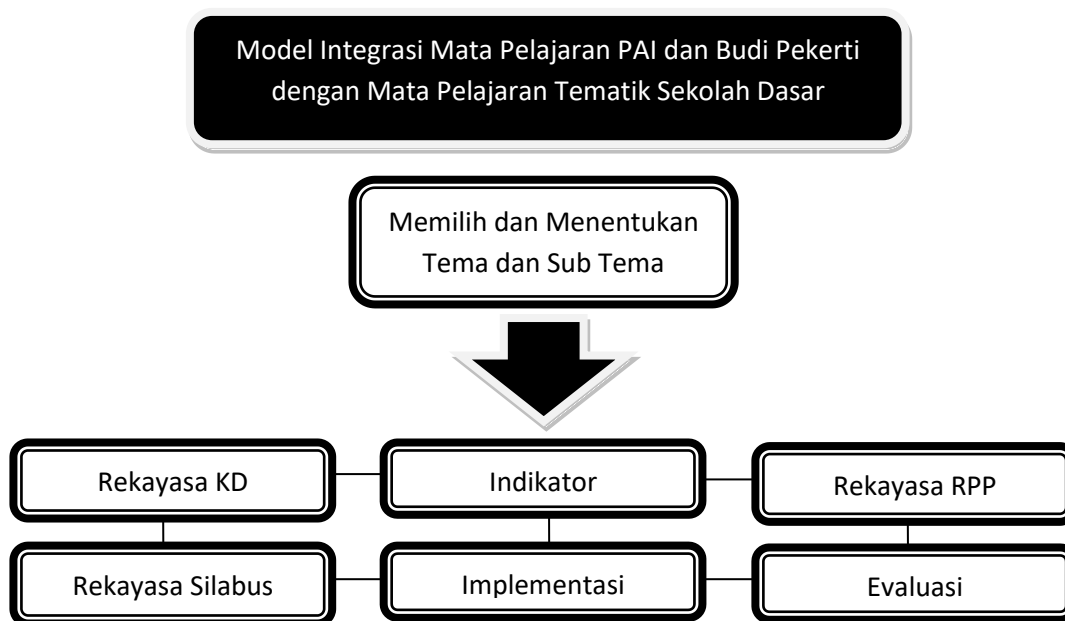 Model Integrasi Mata Pelajaran PAI dan Budi Pekerti
dengan Mata Pelajaran Tematik Sekolah Dasar
Memilih dan Menentukan
Tema dan Sub Tema
Rekayasa KD
Indikator
Rekayasa RPP
Rekayasa Silabus
Implementasi
Evaluasi